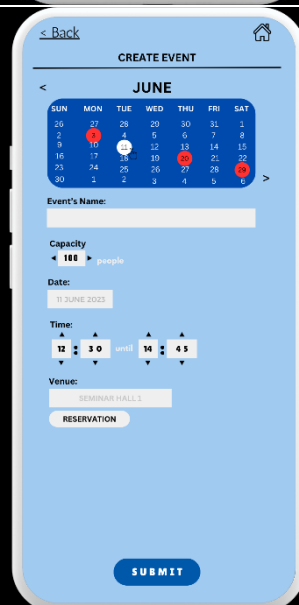 < Back
CREATE EVENT
< JUNE
SUN MON TUE WED THU FRI SAT
26 27 28 29 30 31 1
2 3 4 5 6 7 8
9 10 11 12 13 14 15
16 17 18 19 20 21 22
23 24 25 26 27 28 29
30 1 2 3 4 5 6 >
Event's Name:
Capacity
100 people
Date:
11 JUNE 2023
Time:
12 : 30 until 14 : 45
Venue:
SEMINAR HALL 1
RESERVATION
SUBMIT